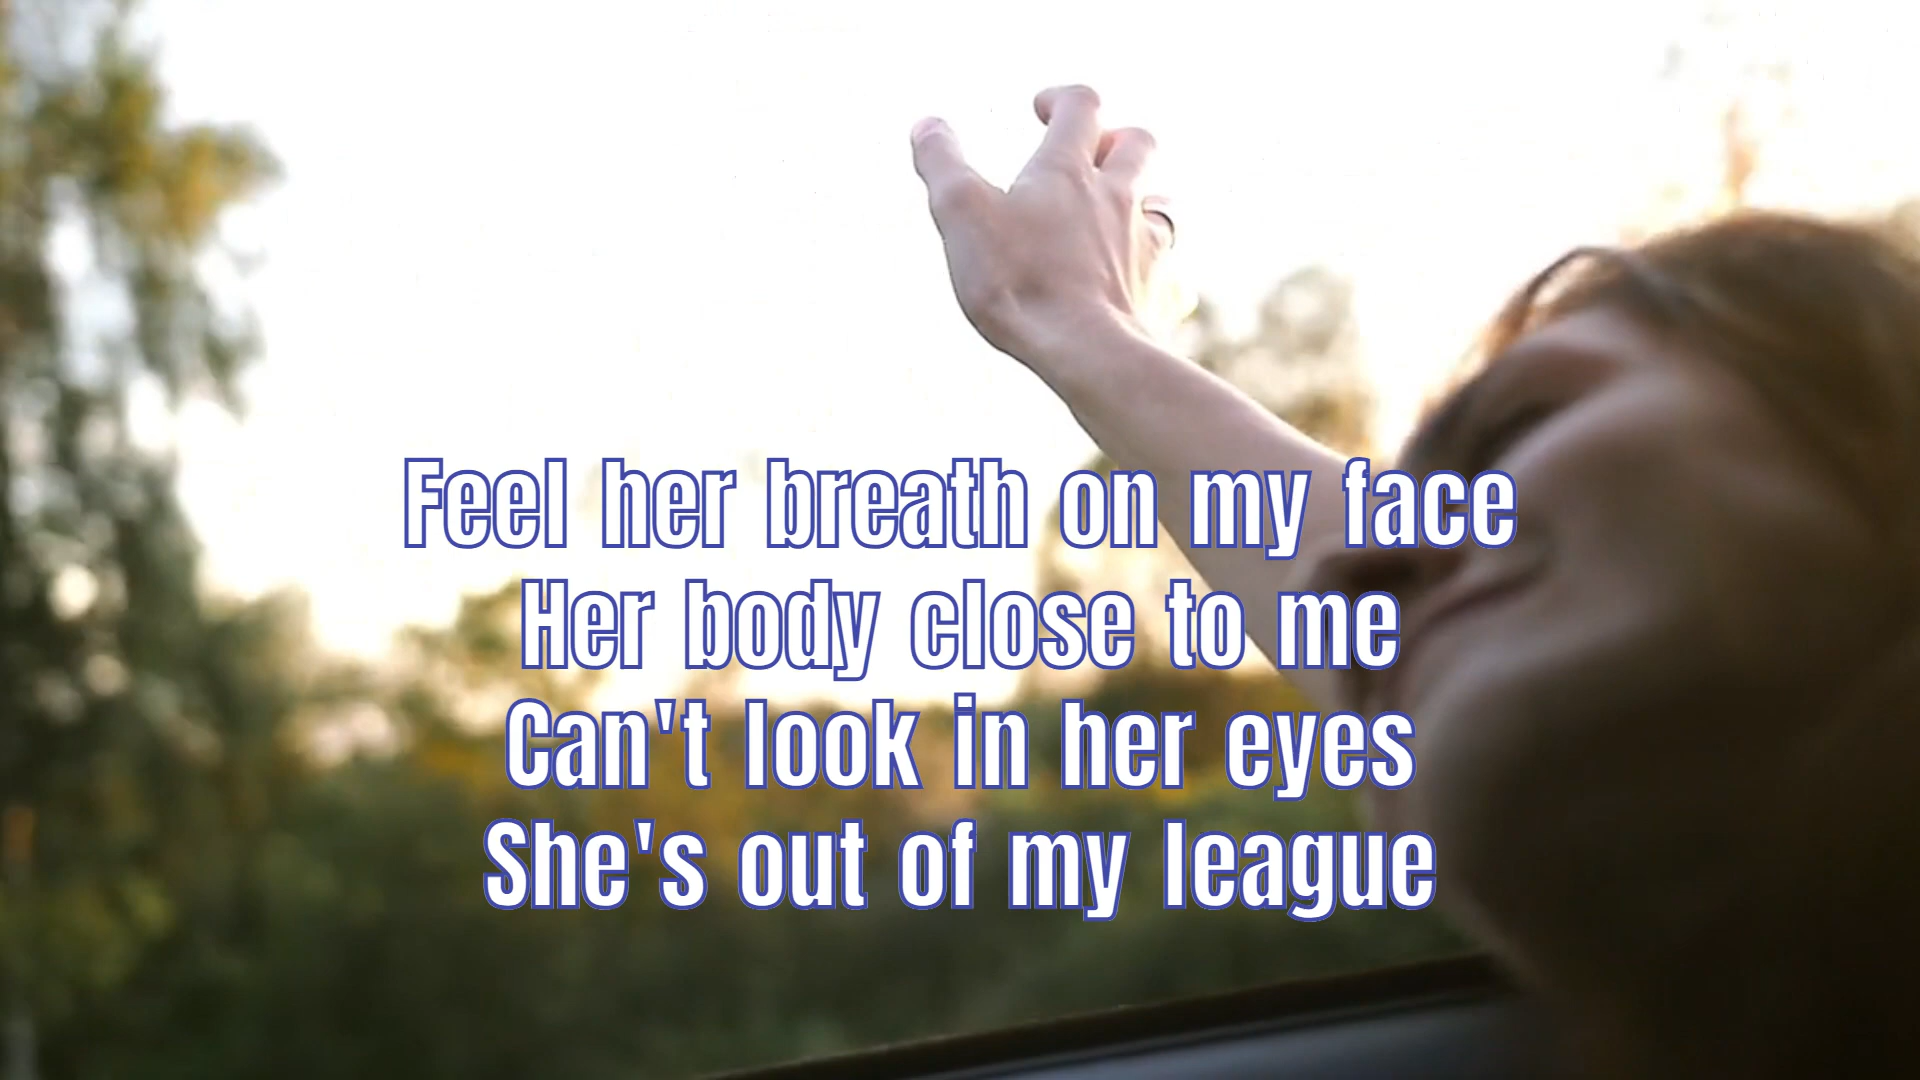 Feel her breath on my face
Her body close to me
Can't look in her eyes
She's out of my league